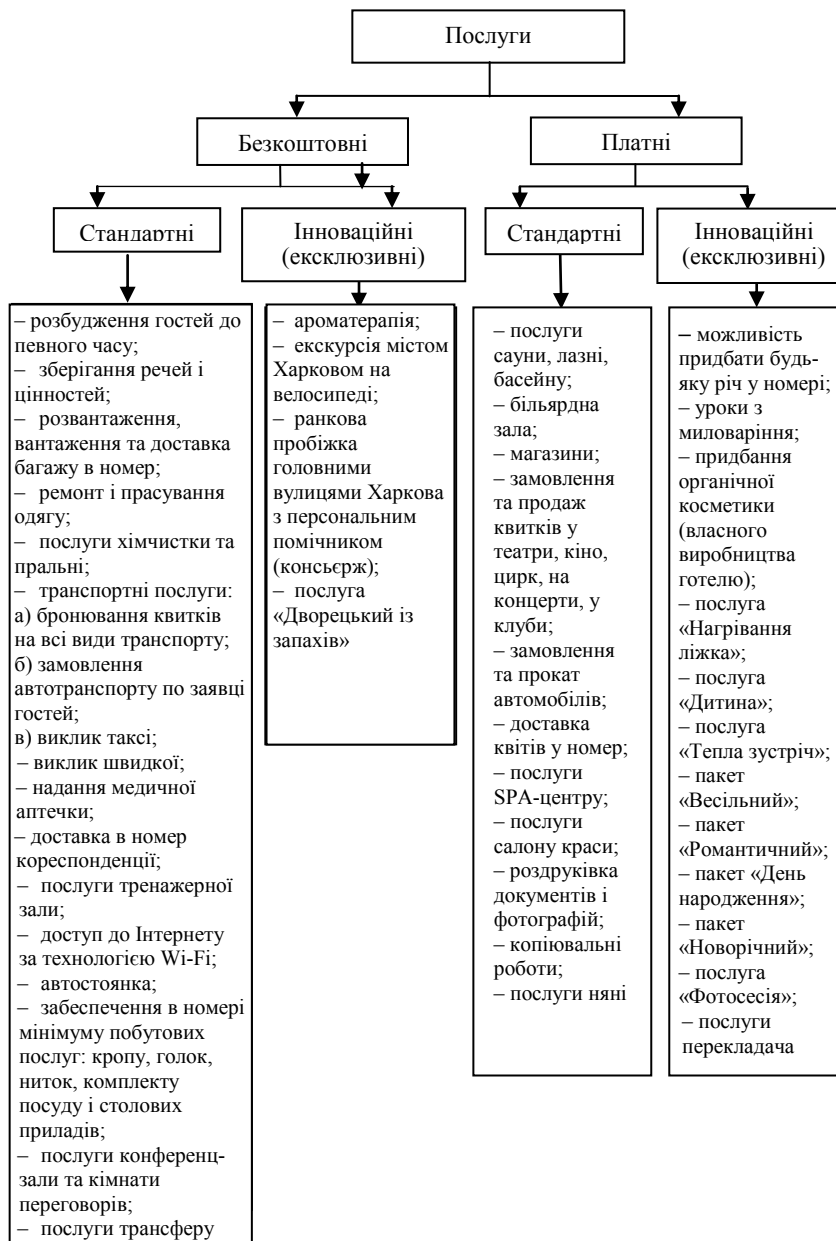 Послуги
Безкоштовні
Платні
Стандартні
Інноваційні
(ексклюзивні)
Стандартні
Інноваційні
(ексклюзивні)
– розбудження гостей до
певного часу;
– зберігання речей і
цінностей;
– розвантаження,
вантаження та доставка
багажу в номер;
– ремонт і прасування
одягу;
– послуги хімчистки та
пральні;
– транспортні послуги:
а) бронювання квитків
на всі види транспорту;
б) замовлення
автотранспорту по заявці
гостей;
в) виклик таксі;
– виклик швидкої;
– надання медичної
аптечки;
– доставка в номер
кореспонденції;
– послуги тренажерної
зали;
– доступ до Інтернету
за технологією Wi-Fi;
– автостоянка;
– забеспечення в номері
мінімуму побутових
послуг: кропу, голок,
ниток, комплекту
посуду і столових
приладів;
– послуги конференц-
зали та кімнати
переговорів;
– послуги трансферу
– ароматерапія;
– екскурсія містом
Харковом на
велосипеді;
– ранкова
пробіжка
головними
вулицями Харкова
з персональним
помічником
(консьєрж);
– послуга
«Дворецький із
запахів»
– послуги
сауни, лазні,
басейну;
– більярдна
зала;
– магазини;
– замовлення
та продаж
квитків у
театри, кіно,
цирк, на
концерти, у
клуби;
– замовлення
та прокат
автомобілів;
– доставка
квітів у номер;
– послуги
SPA-центру;
– послуги
салону краси;
– роздруківка
документів і
фотографій;
– копіювальні
роботи;
– послуги няні
– можливість
придбати будь-
яку річ у номері;
– уроки з
миловаріння;
– придбання
органічної
косметики
(власного
виробництва
готелю);
– послуга
«Нагрівання
ліжка»;
– послуга
«Дитина»;
– послуга
«Тепла зустріч»;
– пакет
«Весільний»;
– пакет
«Романтичний»;
– пакет «День
народження»;
– пакет
«Новорічний»;
– послуга
«Фотосесія»;
– послуги
перекладача